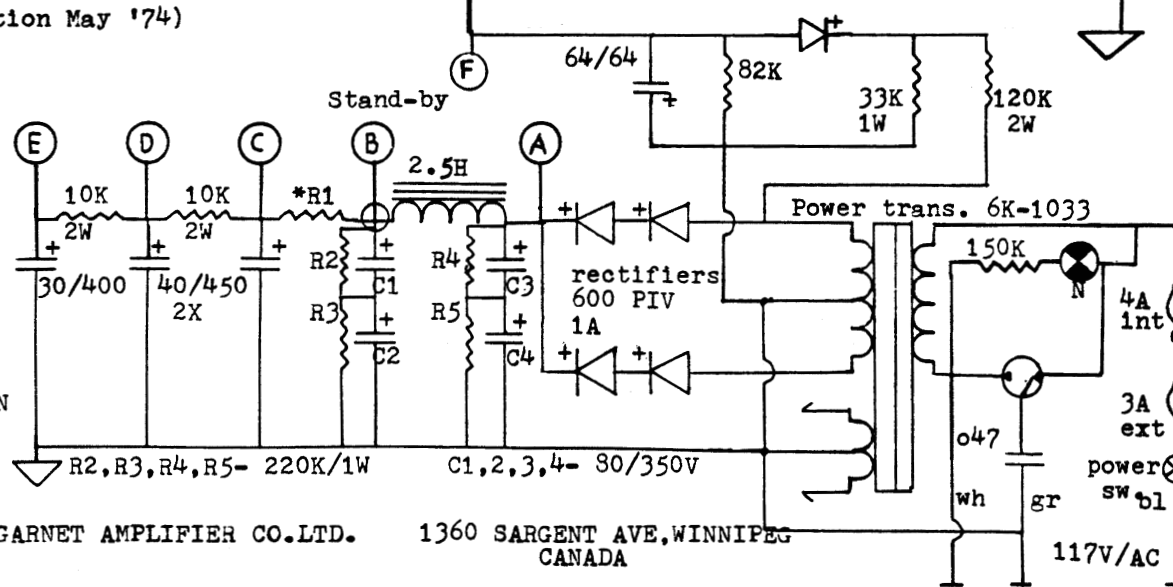 tion May '74)
64/64
+
82K
+
33K
1W
120K
2W
F
Stand-by
E
D
C
B
A
2.5H
10K
2W
10K
2W
*R1
Power trans. 6K-1033
150K
N
+
30/400
+
40/450
2X
+
R2
R3
+
C1
+
C2
R4
R5
+
C3
+
C4
+
+
rectifiers
600 PIV
1A
+
+
4A
int
3A
ext
N
R2,R3,R4,R5- 220K/1W
C1,2,3,4- 80/350V
o47
wh
gr
power
sw.
bl
117V/AC
GARNET AMPLIFIER CO.LTD.
1360 SARGENT AVE,WINNIPEG
CANADA